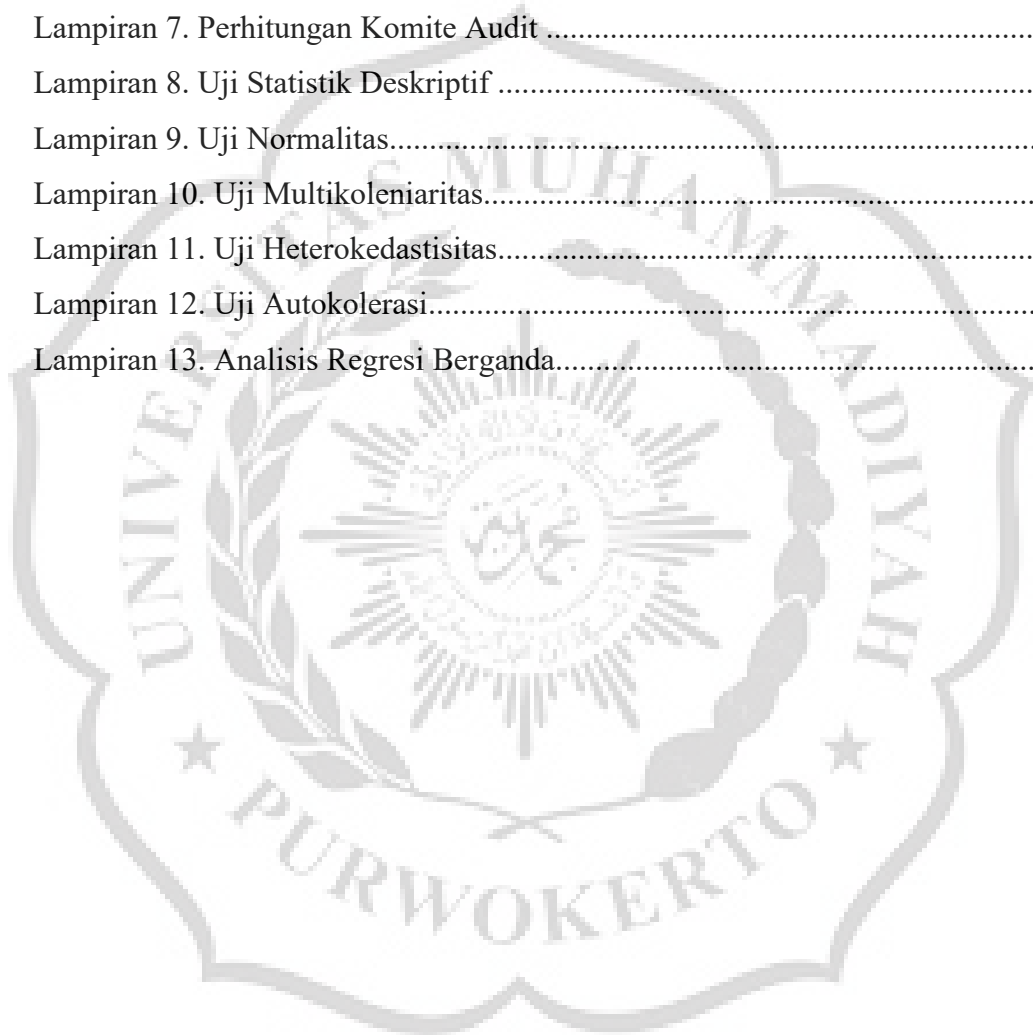 Lampiran 7. Perhitungan Komite Audit ..........................................................
Lampiran 8. Uji Statistik Deskriptif ................................................................
Lampiran 9. Uji Normalitas..............................................................................
Lampiran 10. Uji Multikoleniaritas..................................................................
Lampiran 11. Uji Heterokedastisitas................................................................
Lampiran 12. Uji Autokolerasi.........................................................................
Lampiran 13. Analisis Regresi Berganda.........................................................
UNIVERSITAS MUHAMMADIYAH
PURWOKERTO